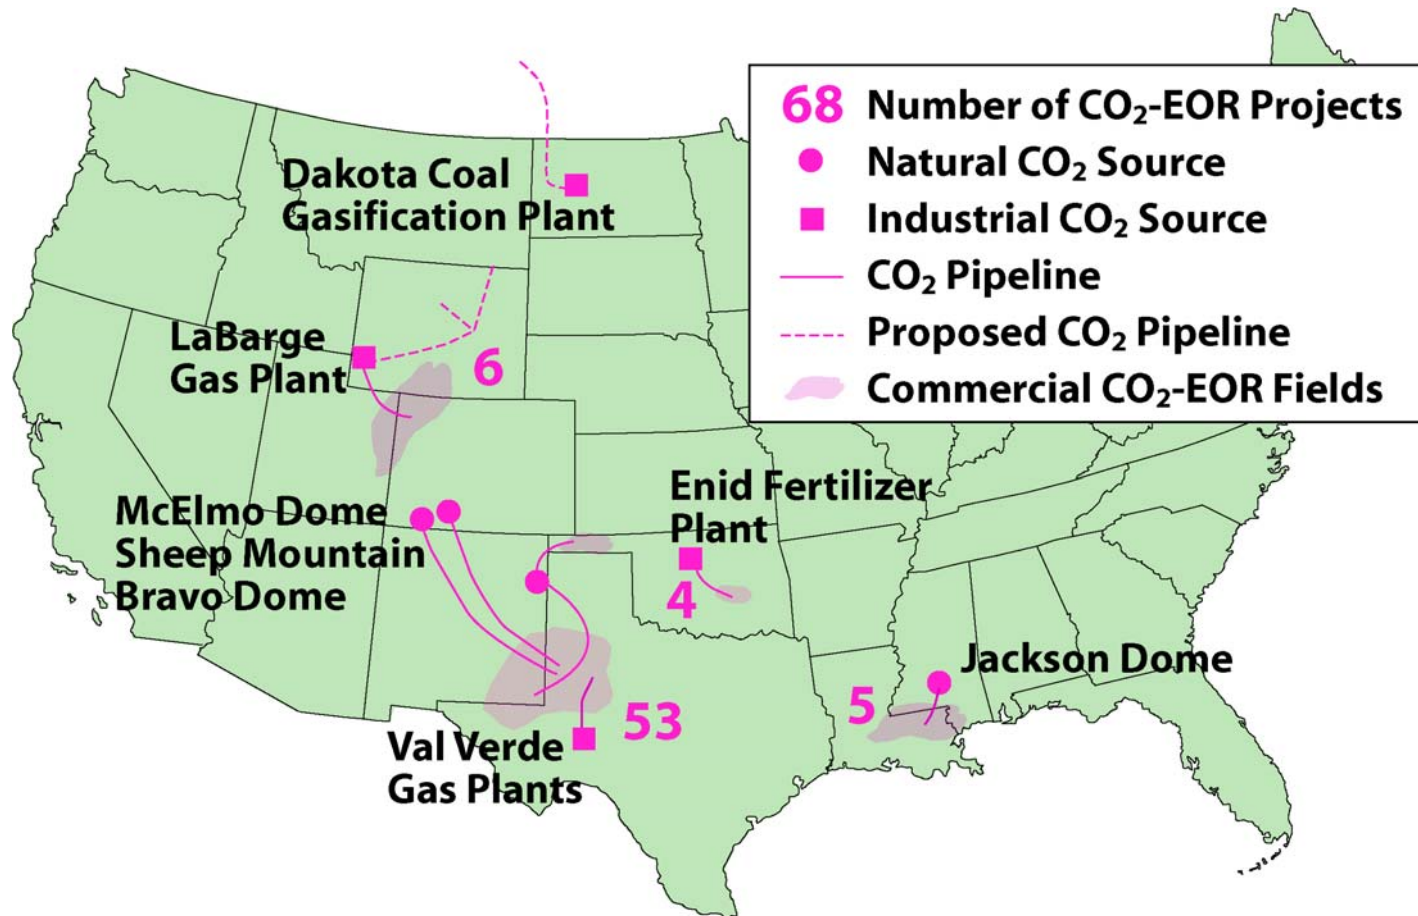 68 Number of CO₂-EOR Projects
Natural CO₂ Source
Industrial CO₂ Source
CO₂ Pipeline
Proposed CO₂ Pipeline
Commercial CO₂-EOR Fields
Dakota Coal
Gasification Plant
LaBarge
Gas Plant
6
McElmo Dome
Sheep Mountain
Bravo Dome
Enid Fertilizer
Plant
4
Jackson Dome
5
53
Val Verde
Gas Plants